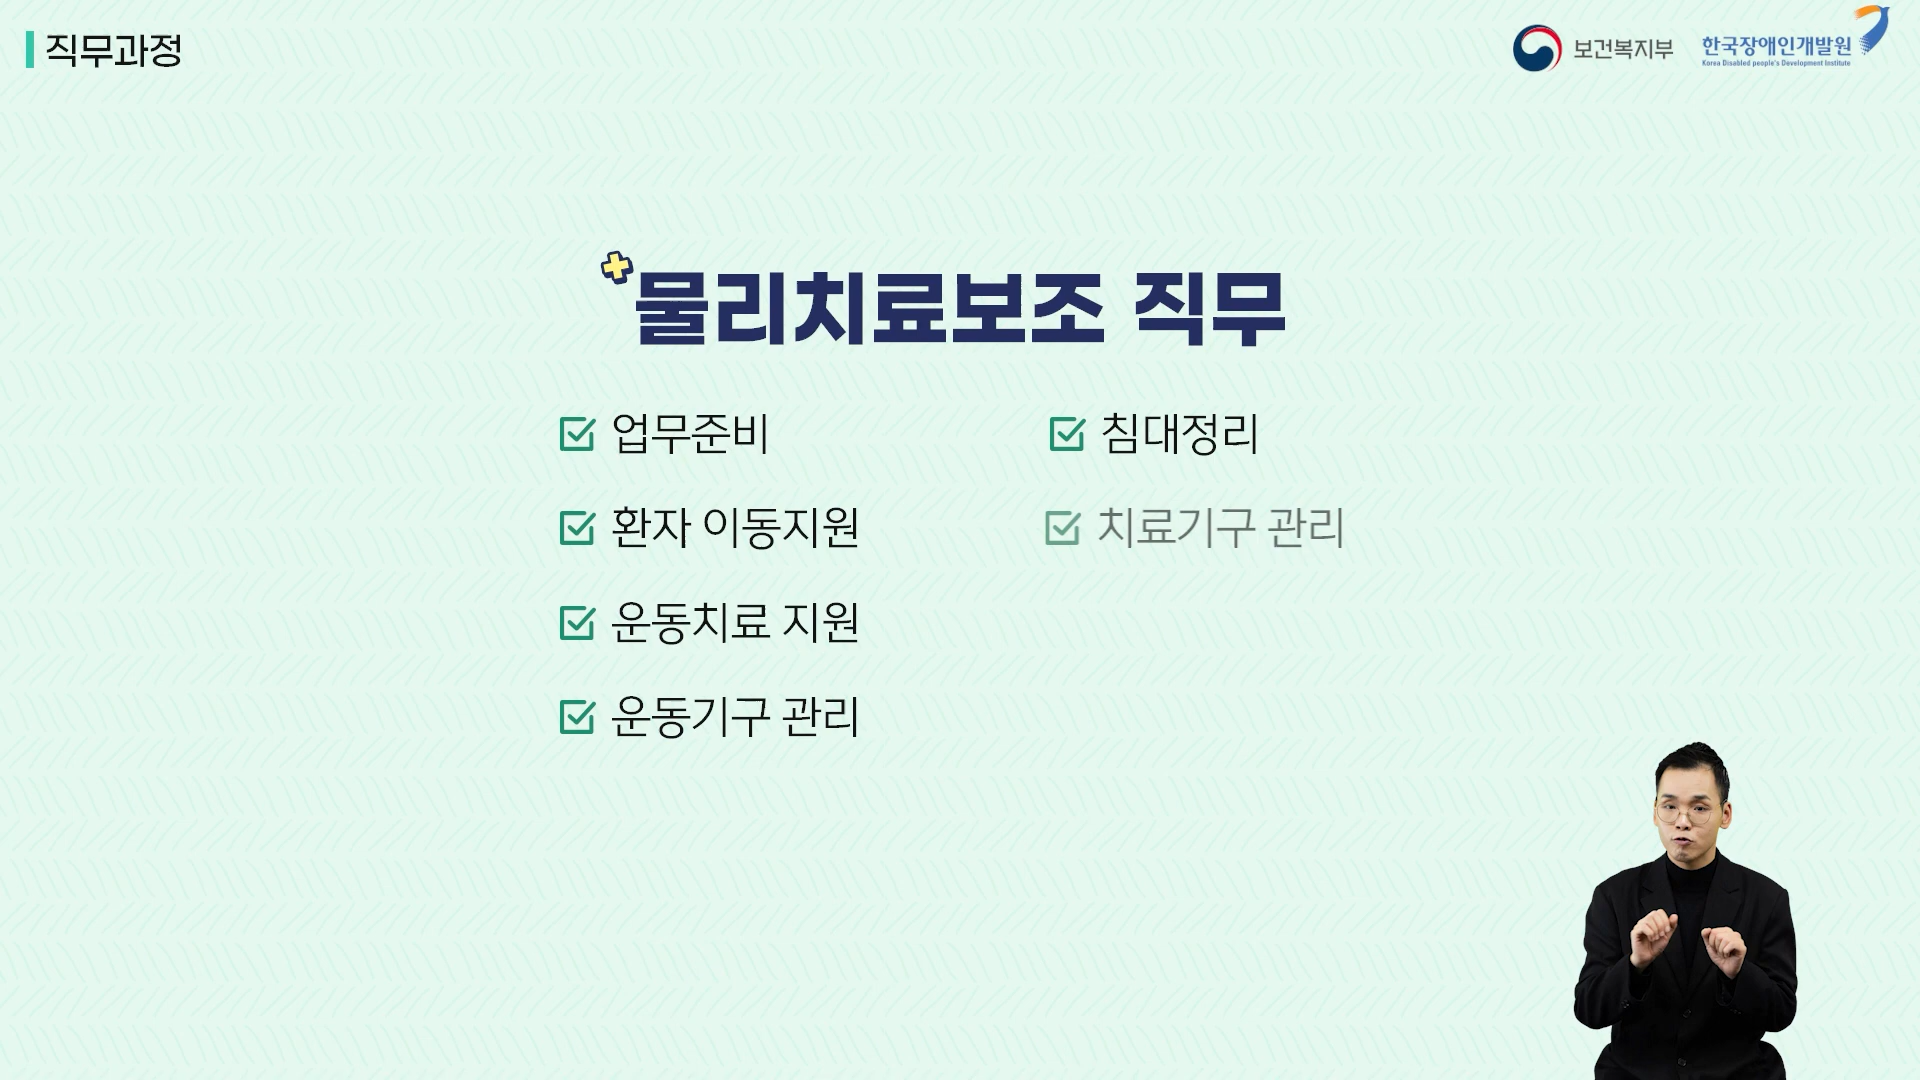 직무과정
보건복지부
한국장애인개발원
Korea Disabled people's Development Institute
물리치료보조 직무
업무준비
환자 이동지원
운동치료 지원
운동기구 관리
침대정리
치료기구 관리